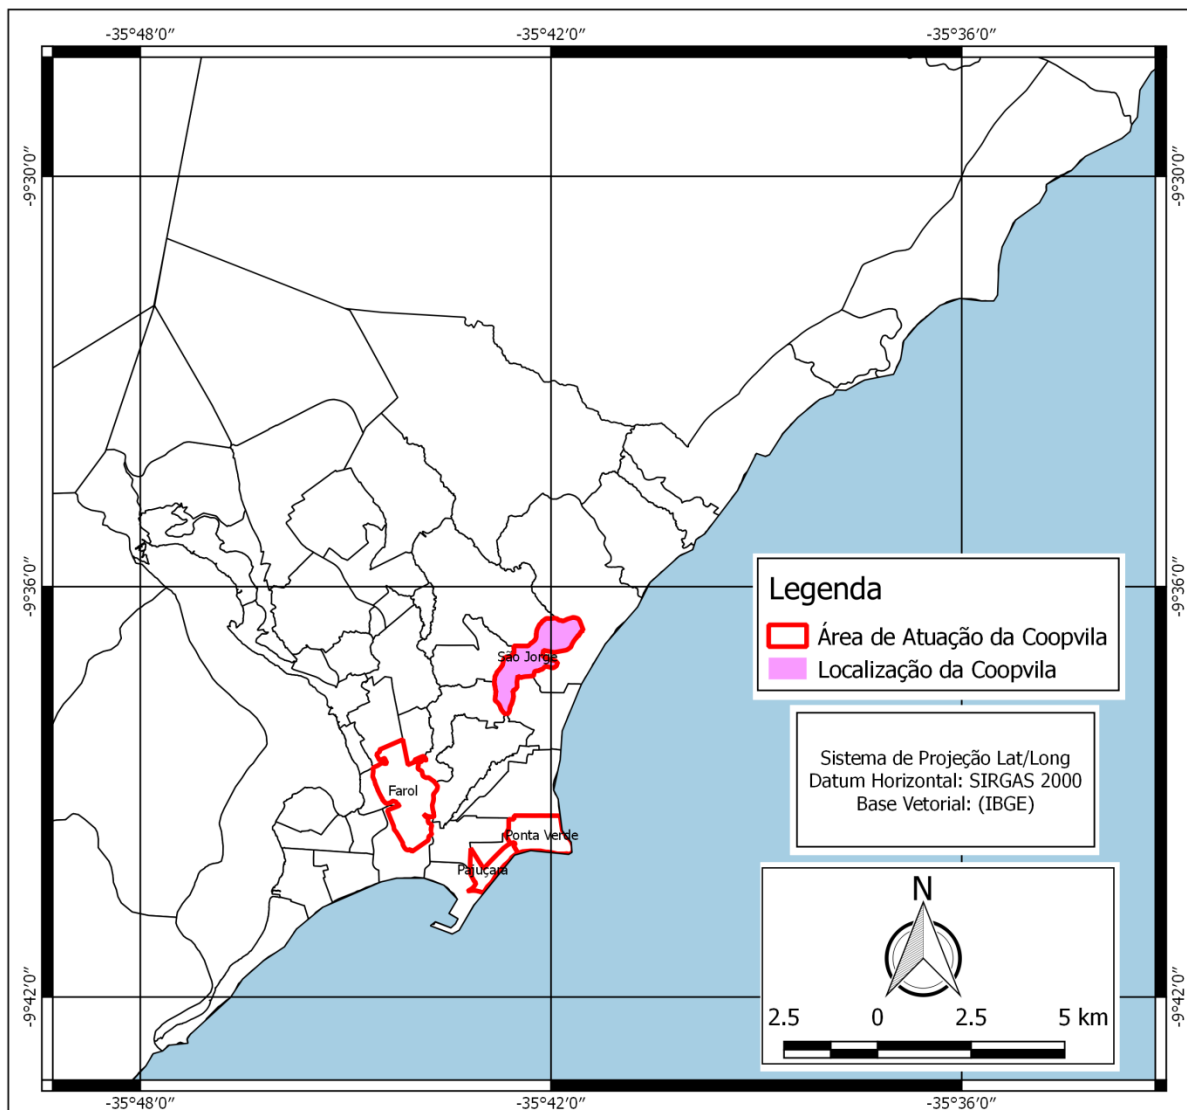 -35°48′0″ -35°42′0″ -35°36′0″
-9°30′0″ -9°30′0″
-9°36′0″ -9°36′0″
São Jorge
Legenda
Área de Atuação da Coopvila
Localização da Coopvila
Sistema de Projeção Lat/Long
Datum Horizontal: SIRGAS 2000
Base Vetorial: (IBGE)
Farol
Ponta Verde
Pajuçara
N
-9°42′0″ -9°42′0″
2.5 0 2.5 5 km
-35°48′0″ -35°42′0″ -35°36′0″